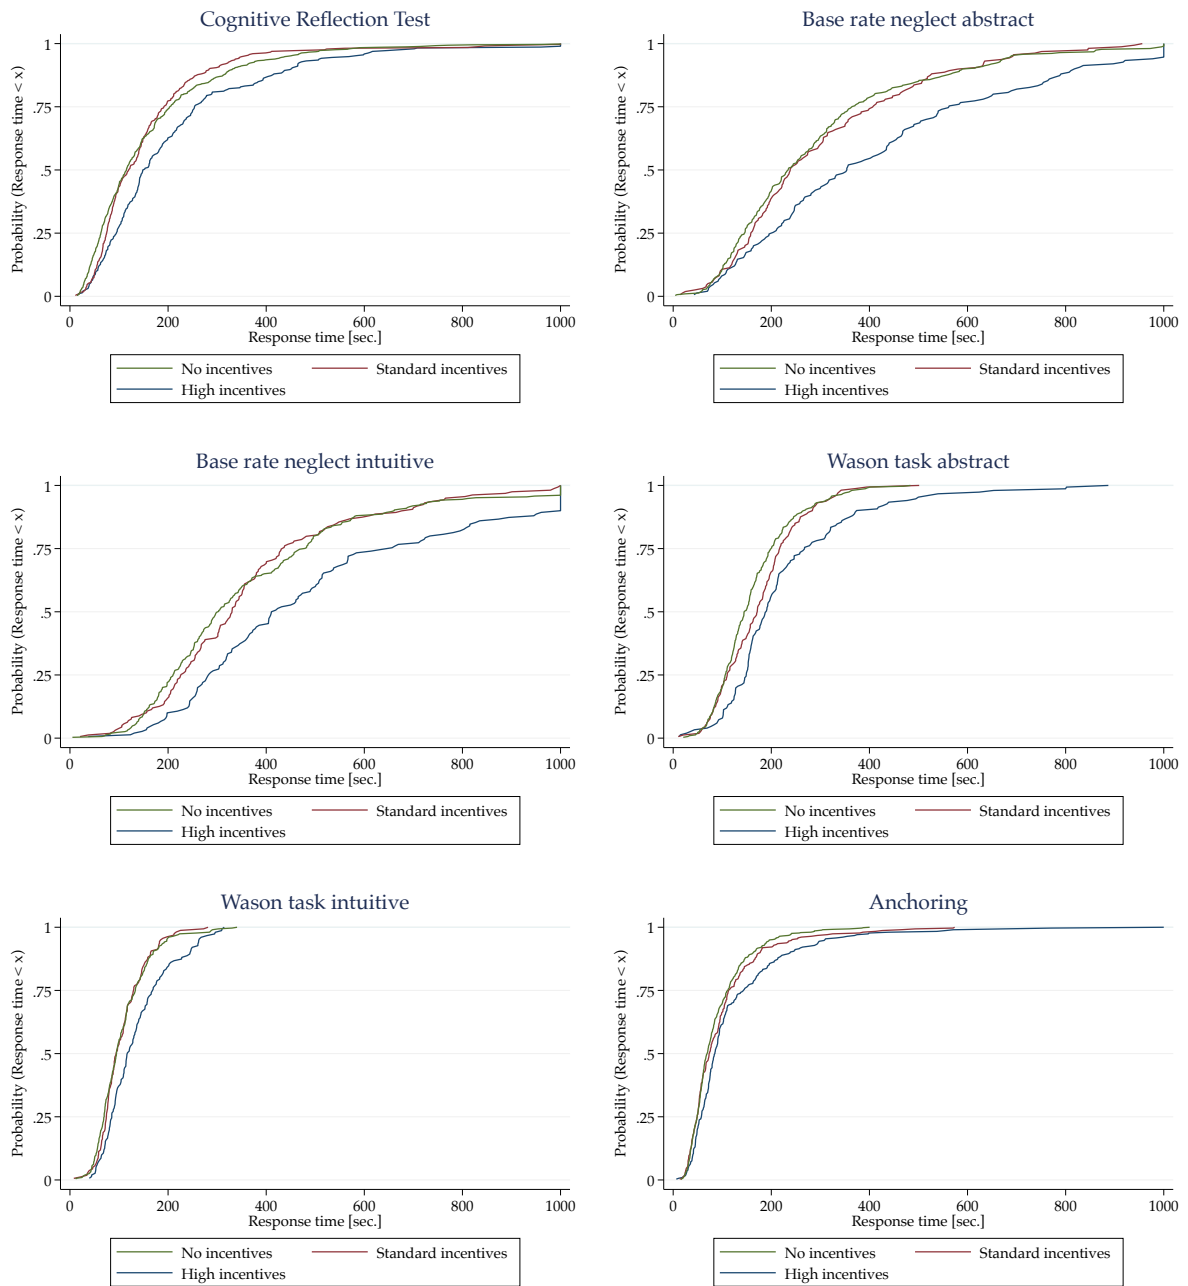 Cognitive Reflection Test
Probability (Response time < x)
1
.75
.5
.25
0
0 200 400 600 800 1000
Response time [sec.]
No incentives Standard incentives
High incentives
Base rate neglect abstract
Probability (Response time < x)
1
.75
.5
.25
0
0 200 400 600 800 1000
Response time [sec.]
No incentives Standard incentives
High incentives
Base rate neglect intuitive
Probability (Response time < x)
1
.75
.5
.25
0
0 200 400 600 800 1000
Response time [sec.]
No incentives Standard incentives
High incentives
Wason task abstract
Probability (Response time < x)
1
.75
.5
.25
0
0 200 400 600 800 1000
Response time [sec.]
No incentives Standard incentives
High incentives
Wason task intuitive
Probability (Response time < x)
1
.75
.5
.25
0
0 200 400 600 800 1000
Response time [sec.]
No incentives Standard incentives
High incentives
Anchoring
Probability (Response time < x)
1
.75
.5
.25
0
0 200 400 600 800 1000
Response time [sec.]
No incentives Standard incentives
High incentives